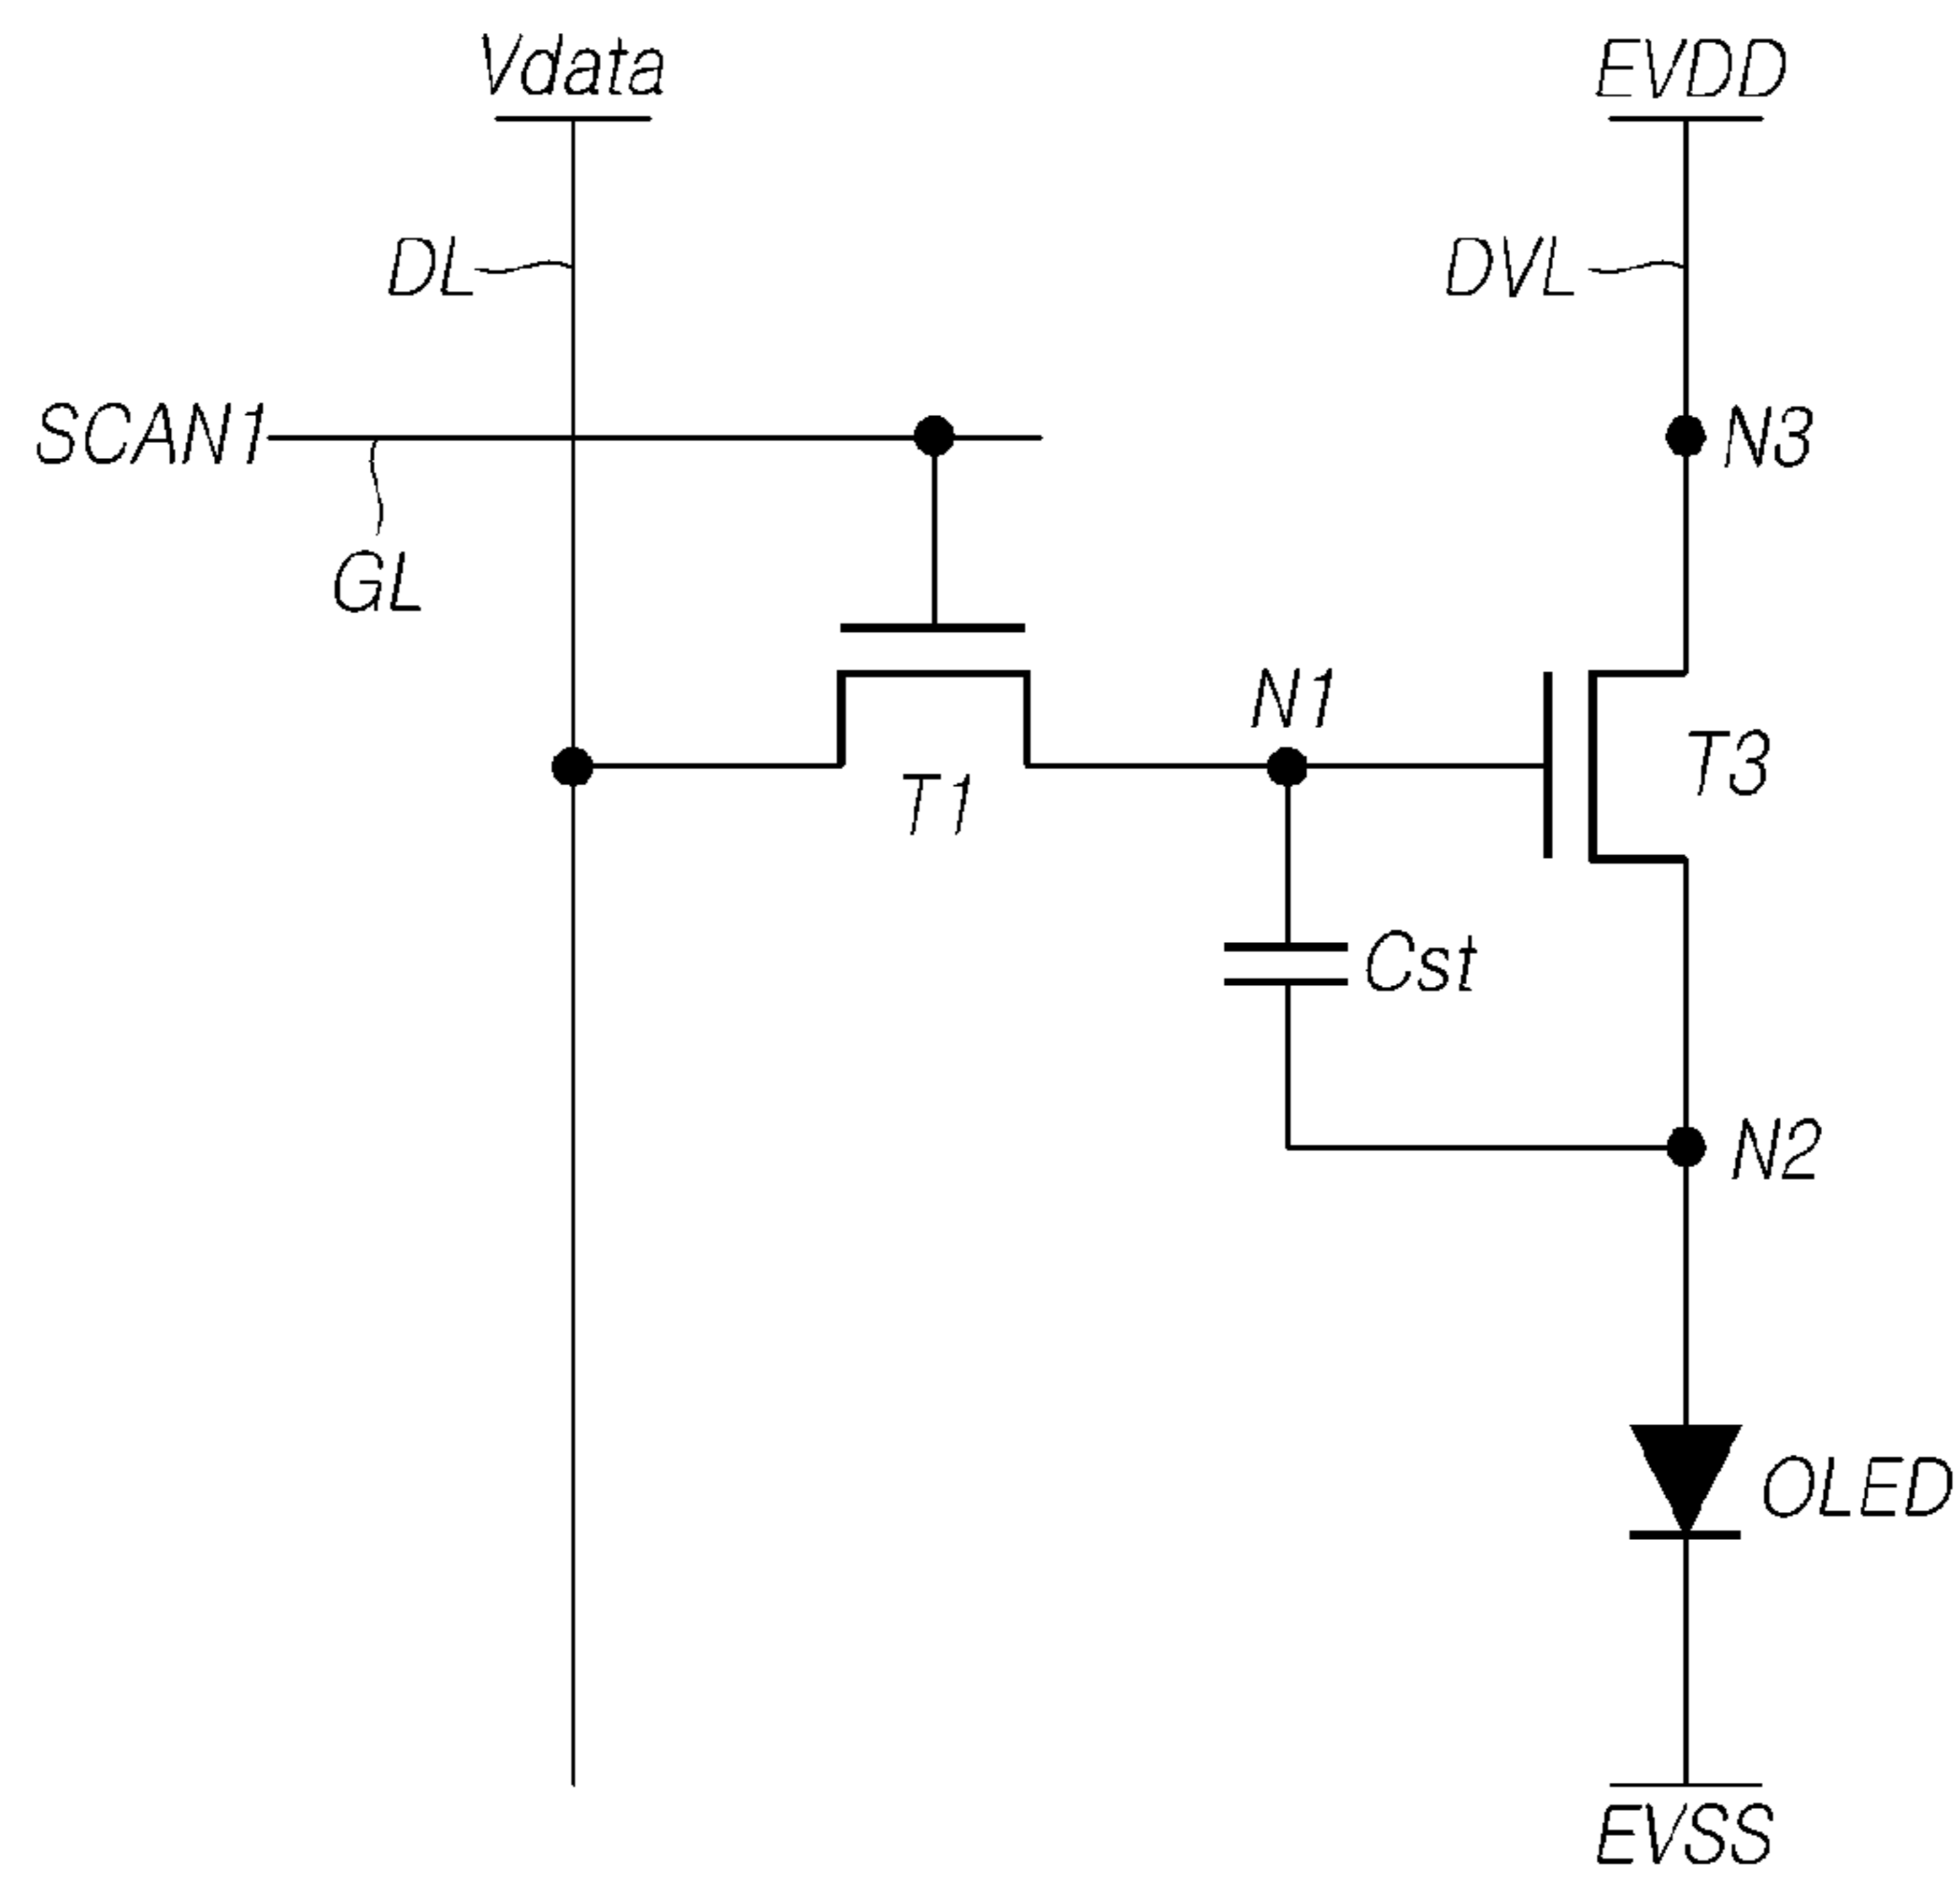 Vdata
EVDD
DL
DVL
SCAN1
N3
GL
N1
T3
T1
Cst
N2
OLED
EVSS